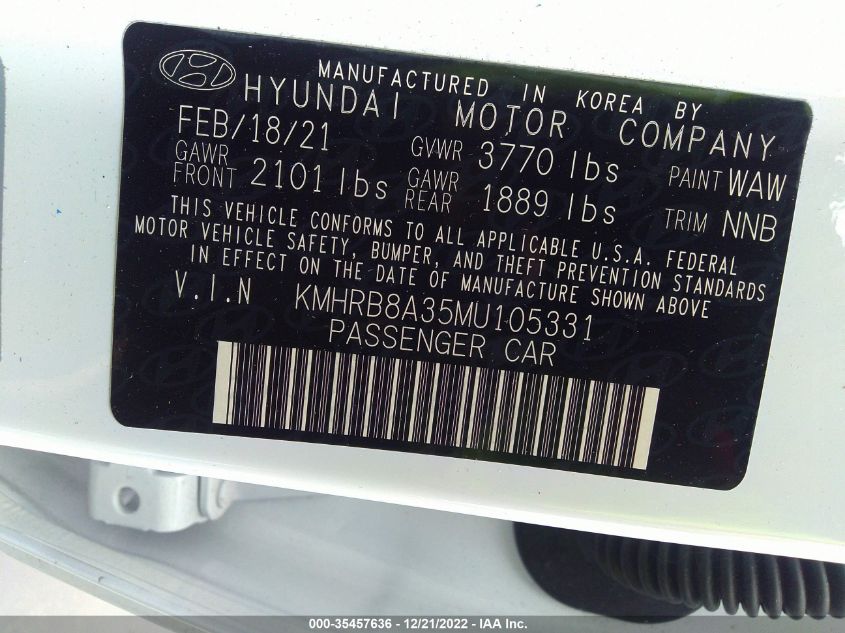 MANUFACTURED IN KOREA BY
HYUNDAI MOTOR COMPANY
FEB/18/21 GVWR 3770 lbs PAINT WAW
GAWR FRONT 2101 lbs GAWR REAR 1889 lbs TRIM NNB
THIS VEHICLE CONFORMS TO ALL APPLICABLE U.S.A. FEDERAL
MOTOR VEHICLE SAFETY, BUMPER, AND THEFT PREVENTION STANDARDS
IN EFFECT ON THE DATE OF MANUFACTURE SHOWN ABOVE
V.I.N KMHRB8A35MU105331
PASSENGER CAR
000-35457636 - 12/21/2022 - IAA Inc.